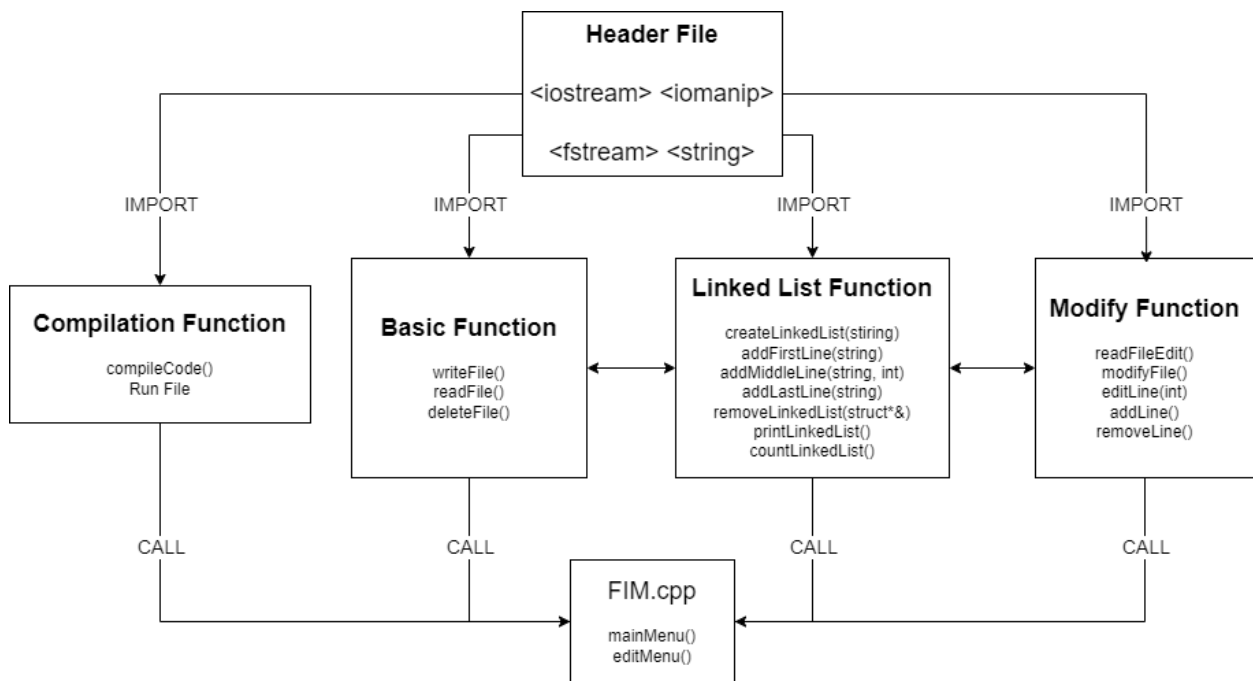 Header File
<iostream> <iomanip>
<fstream> <string>
IMPORT
IMPORT
IMPORT
IMPORT
Compilation Function
compileCode()
Run File
Basic Function
writeFile()
readFile()
deleteFile()
Linked List Function
createLinkedList(stiring)
addFirstLine(string)
addMiddleLine(string, int)
addLastLine(string)
removeLinkedList(struct*&)
printLinkedList()
countLinkedList()
Modify Function
readFileEdit()
modifyFile()
editLine(int)
addLine()
removeLine()
CALL
CALL
CALL
CALL
FIM.cpp
mainMenu()
editMenu()